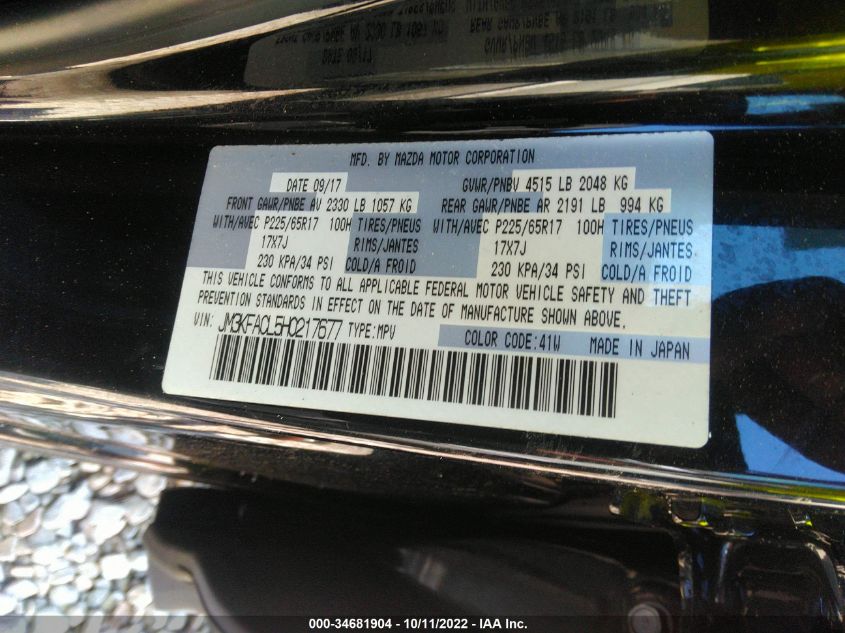 MFD. BY MAZDA MOTOR CORPORATION
DATE 09/17 GVWR/PNBV 4515 LB 2048 KG
FRONT GAWR/PNBE AV 2330 LB 1057 KG REAR GAWR/PNBE AR 2191 LB 994 KG
WITH/AVEC P225/65R17 100H TIRES/PNEUS WITH/AVEC P225/65R17 100H TIRES/PNEUS
17X7J RIMS/JANTES 17X7J RIMS/JANTES
230 KPA/34 PSI COLD/A FROID 230 KPA/34 PSI COLD/A FROID
THIS VEHICLE CONFORMS TO ALL APPLICABLE FEDERAL MOTOR VEHICLE SAFETY AND THEFT
PREVENTION STANDARDS IN EFFECT ON THE DATE OF MANUFACTURE SHOWN ABOVE.
VIN: JM3KFACL5H0217677 TYPE:MPV COLOR CODE:41W MADE IN JAPAN
000-34681904 - 10/11/2022 - IAA Inc.